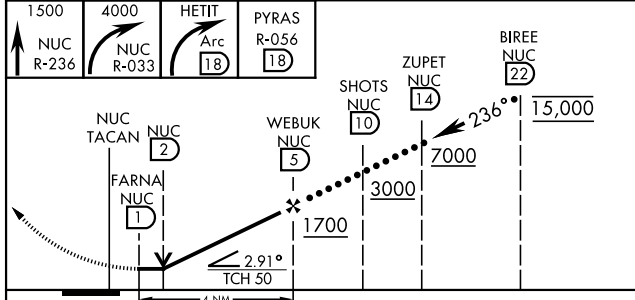 1500
NUC
R-236
4000
NUC
R-033
HETIT
Arc
18
PYRAS
R-056
18
BIREE
NUC
22
ZUPET
NUC
14
SHOTS
NUC
10
WEBUK
NUC
5
NUC
TACAN
NUC
2
FARNA
NUC
1
236°
15,000
7000
3000
1700
2.91°
TCH 50
4 NM